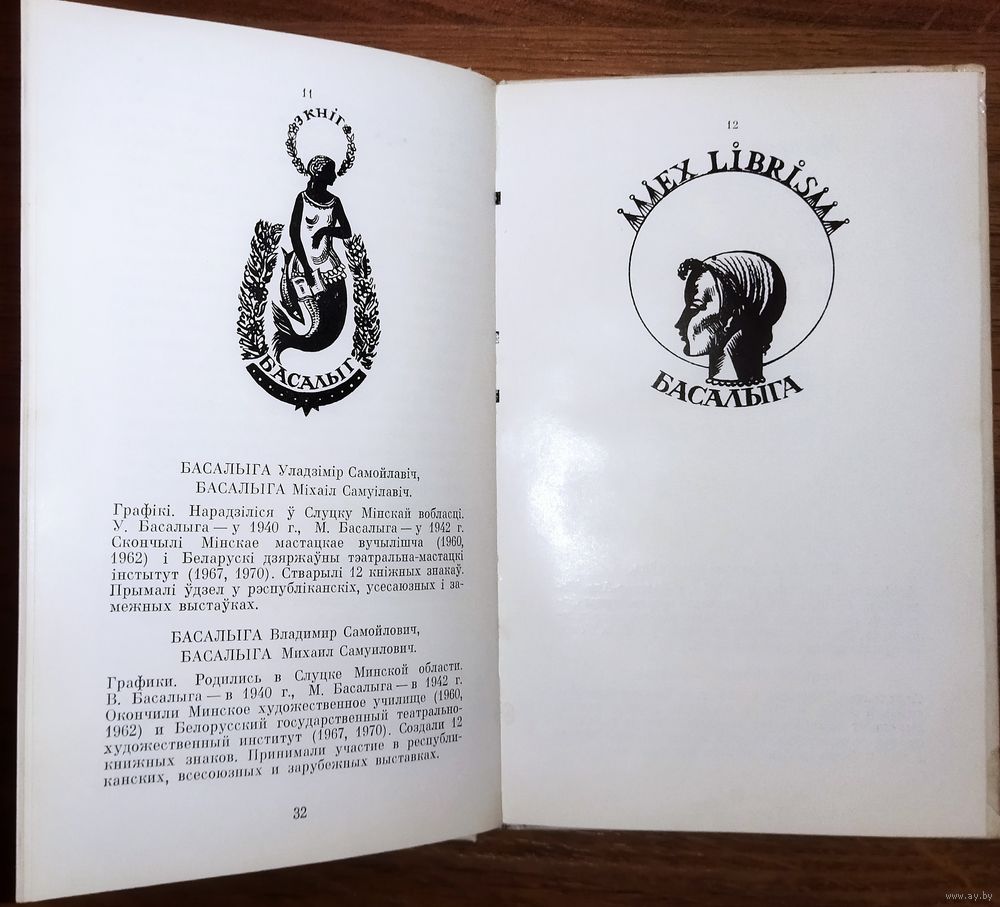 11
З КНІГ
БАСАЛЫГ
БАСАЛЫГА Уладзімір Самойлавіч,
БАСАЛЫГА Міхаіл Самуілавіч.
Графікі. Нарадзіліся ў Слуцку Мінскай вобласці.
У. Басалыга — у 1940 г., М. Басалыга — у 1942 г.
Скончылі Мінскае мастацкае вучылішча (1960,
1962) і Беларускі дзяржаўны тэатральна-мастацкі
інстытут (1967, 1970). Стварылі 12 кніжных знакаў.
Прымалі ўдзел у рэспубліканскіх, усесаюзных і за-
межных выстаўках.
БАСАЛЫГА Владимир Самойлович,
БАСАЛЫГА Михаил Самуилович.
Графики. Родились в Слуцке Минской области.
В. Басалыга — в 1940 г., М. Басалыга — в 1942 г.
Окончили Минское художественное училище (1960,
1962) и Белорусский государственный театрально-
художественный институт (1967, 1970). Создали 12
книжных знаков. Принимали участие в республи-
канских, всесоюзных и зарубежных выставках.
32
12
EX LIBRIS
БАСАЛЫГА
www.ay.by